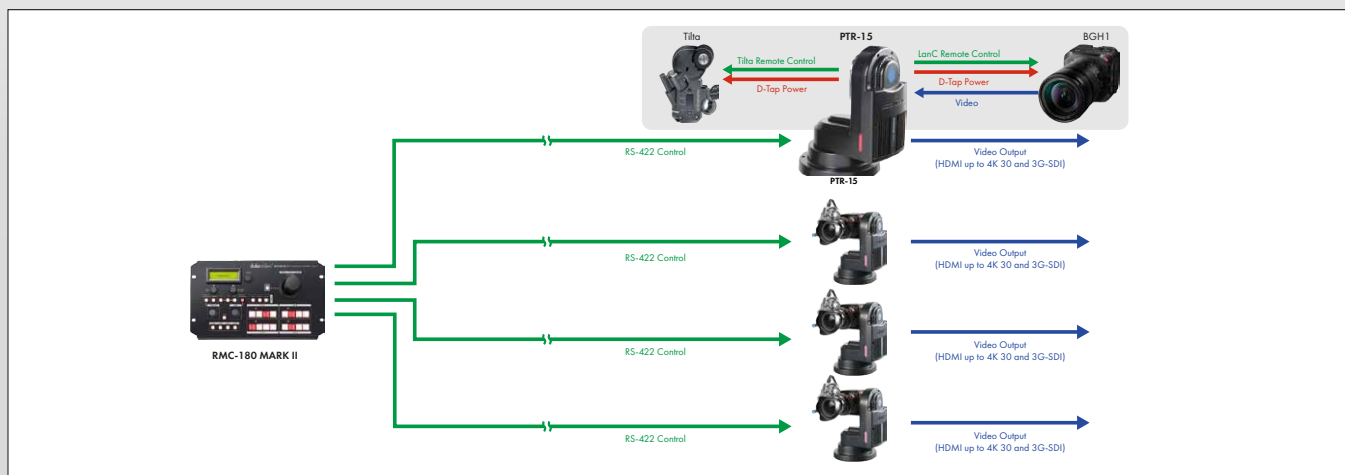 Tilta
PTR-15
BGH1
Tilta Remote Control
LanC Remote Control
D-Tap Power
D-Tap Power
Video
RS-422 Control
Video Output
(HDMI up to 4K 30 and 3G-SDI)
PTR-15
RS-422 Control
Video Output
(HDMI up to 4K 30 and 3G-SDI)
RMC-180 MARK II
RS-422 Control
Video Output
(HDMI up to 4K 30 and 3G-SDI)
RS-422 Control
Video Output
(HDMI up to 4K 30 and 3G-SDI)